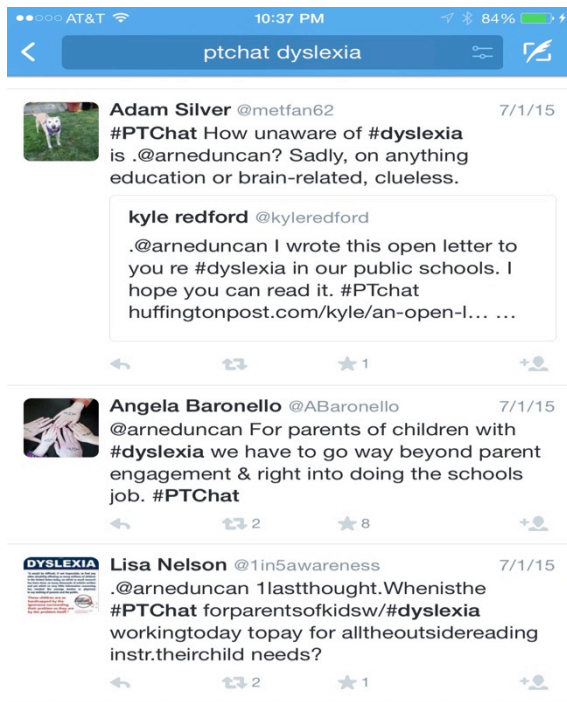 AT&T 10:37 PM 84%
ptchat dyslexia
Adam Silver @metfan62 7/1/15
#PTChat How unaware of #dyslexia
is .@arneduncan? Sadly, on anything
education or brain-related, clueless.
kyle redford @kyleredford
.@arneduncan I wrote this open letter to
you re #dyslexia in our public schools. I
hope you can read it. #PTchat
huffingtonpost.com/kyle/an-open-l... ...
1
Angela Baronello @ABaronello 7/1/15
@arneduncan For parents of children with
#dyslexia we have to go way beyond parent
engagement & right into doing the schools
job. #PTChat
2 8
DYSLEXIA
Lisa Nelson @1in5awareness 7/1/15
.@arneduncan 1lastthought.Whenisthe
#PTChat forparentsofkidsw/#dyslexia
workingtoday topay for alltheoutsidereading
instr.theirchild needs?
2 1